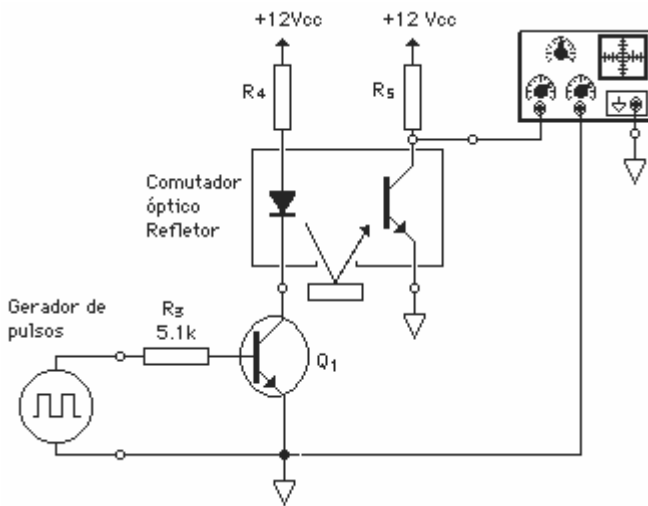 +12Vcc
+12 Vcc
R4
R5
Comutador
óptico
Refletor
Gerador de
pulsos
R3
5.1k
Q1